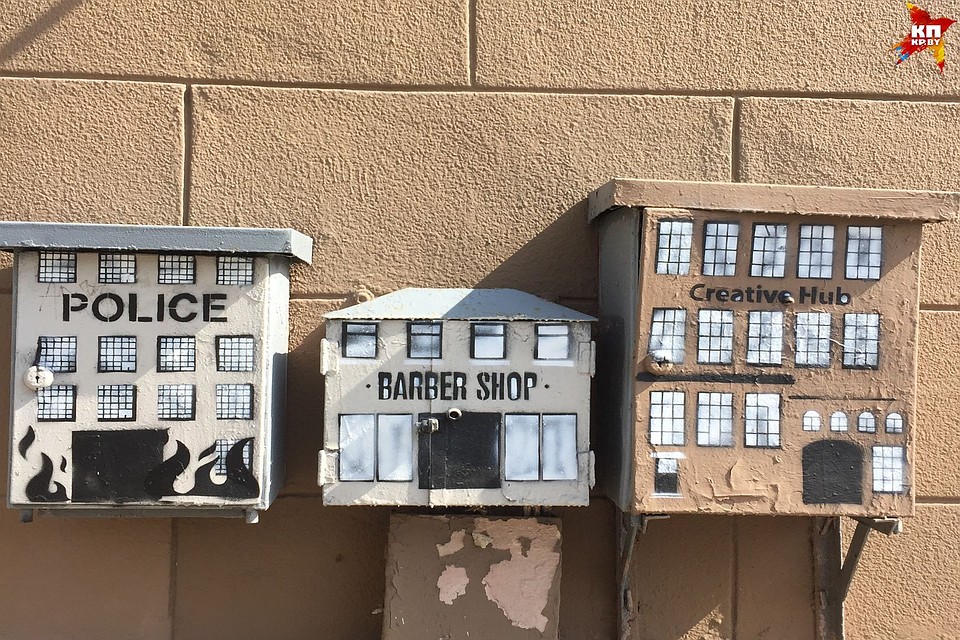 КП
KP.BY
POLICE
· BARBER SHOP ·
Creative Hub